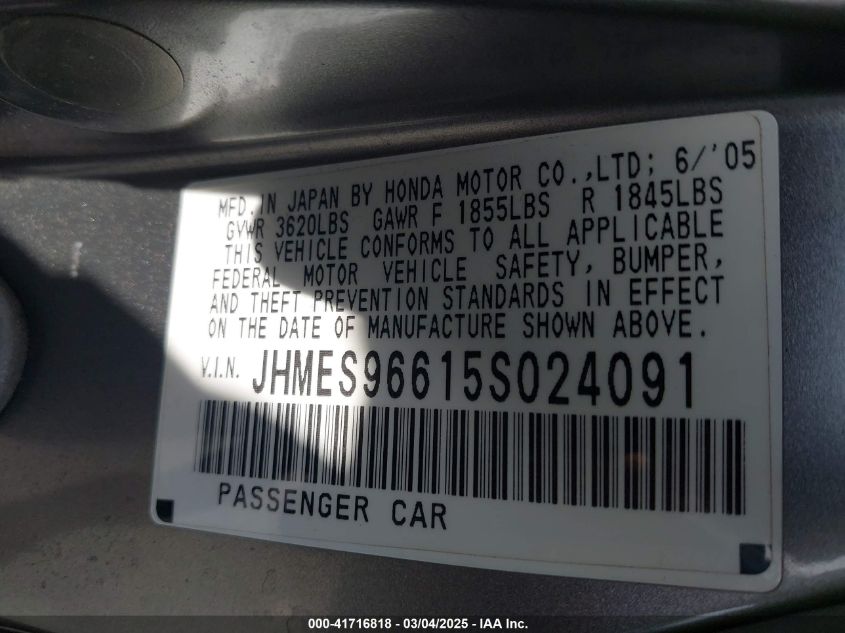 MFD. IN JAPAN BY HONDA MOTOR CO.,LTD; 6/'05
GVWR 3620LBS GAWR F 1855LBS R 1845LBS
THIS VEHICLE CONFORMS TO ALL APPLICABLE
FEDERAL MOTOR VEHICLE SAFETY, BUMPER,
AND THEFT PREVENTION STANDARDS IN EFFECT
ON THE DATE OF MANUFACTURE SHOWN ABOVE.
V.I.N. JHMES96615S024091
PASSENGER CAR
000-41716818 - 03/04/2025 - IAA Inc.